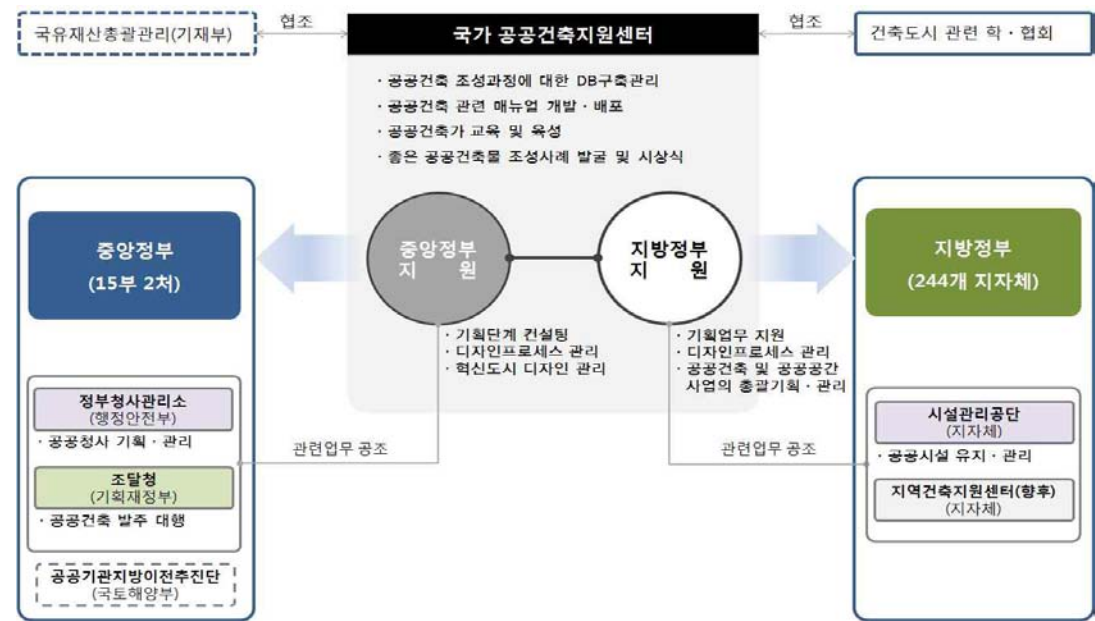 국유재산총괄관리(기재부)
협조
국가 공공건축지원센터
협조
건축도시 관련 학·협회
· 공공건축 조성과정에 대한 DB구축관리
· 공공건축 관련 매뉴얼 개발·배포
· 공공건축가 교육 및 육성
· 좋은 공공건축물 조성사례 발굴 및 시상식
중앙정부
(15부 2처)
중앙정부
지 원
지방정부
지 원
지방정부
(244개 지자체)
· 기획단계 컨설팅
· 디자인프로세스 관리
· 혁신도시 디자인 관리
· 기획업무 지원
· 디자인프로세스 관리
· 공공건축 및 공공공간
사업의 총괄기획·관리
정부청사관리소
(행정안전부)
· 공공청사 기획·관리
조달청
(기획재정부)
· 공공건축 발주 대행
공공기관지방이전추진단
(국토해양부)
관련업무 공조
관련업무 공조
시설관리공단
(지자체)
· 공공시설 유지·관리
지역건축지원센터(향후)
(지자체)